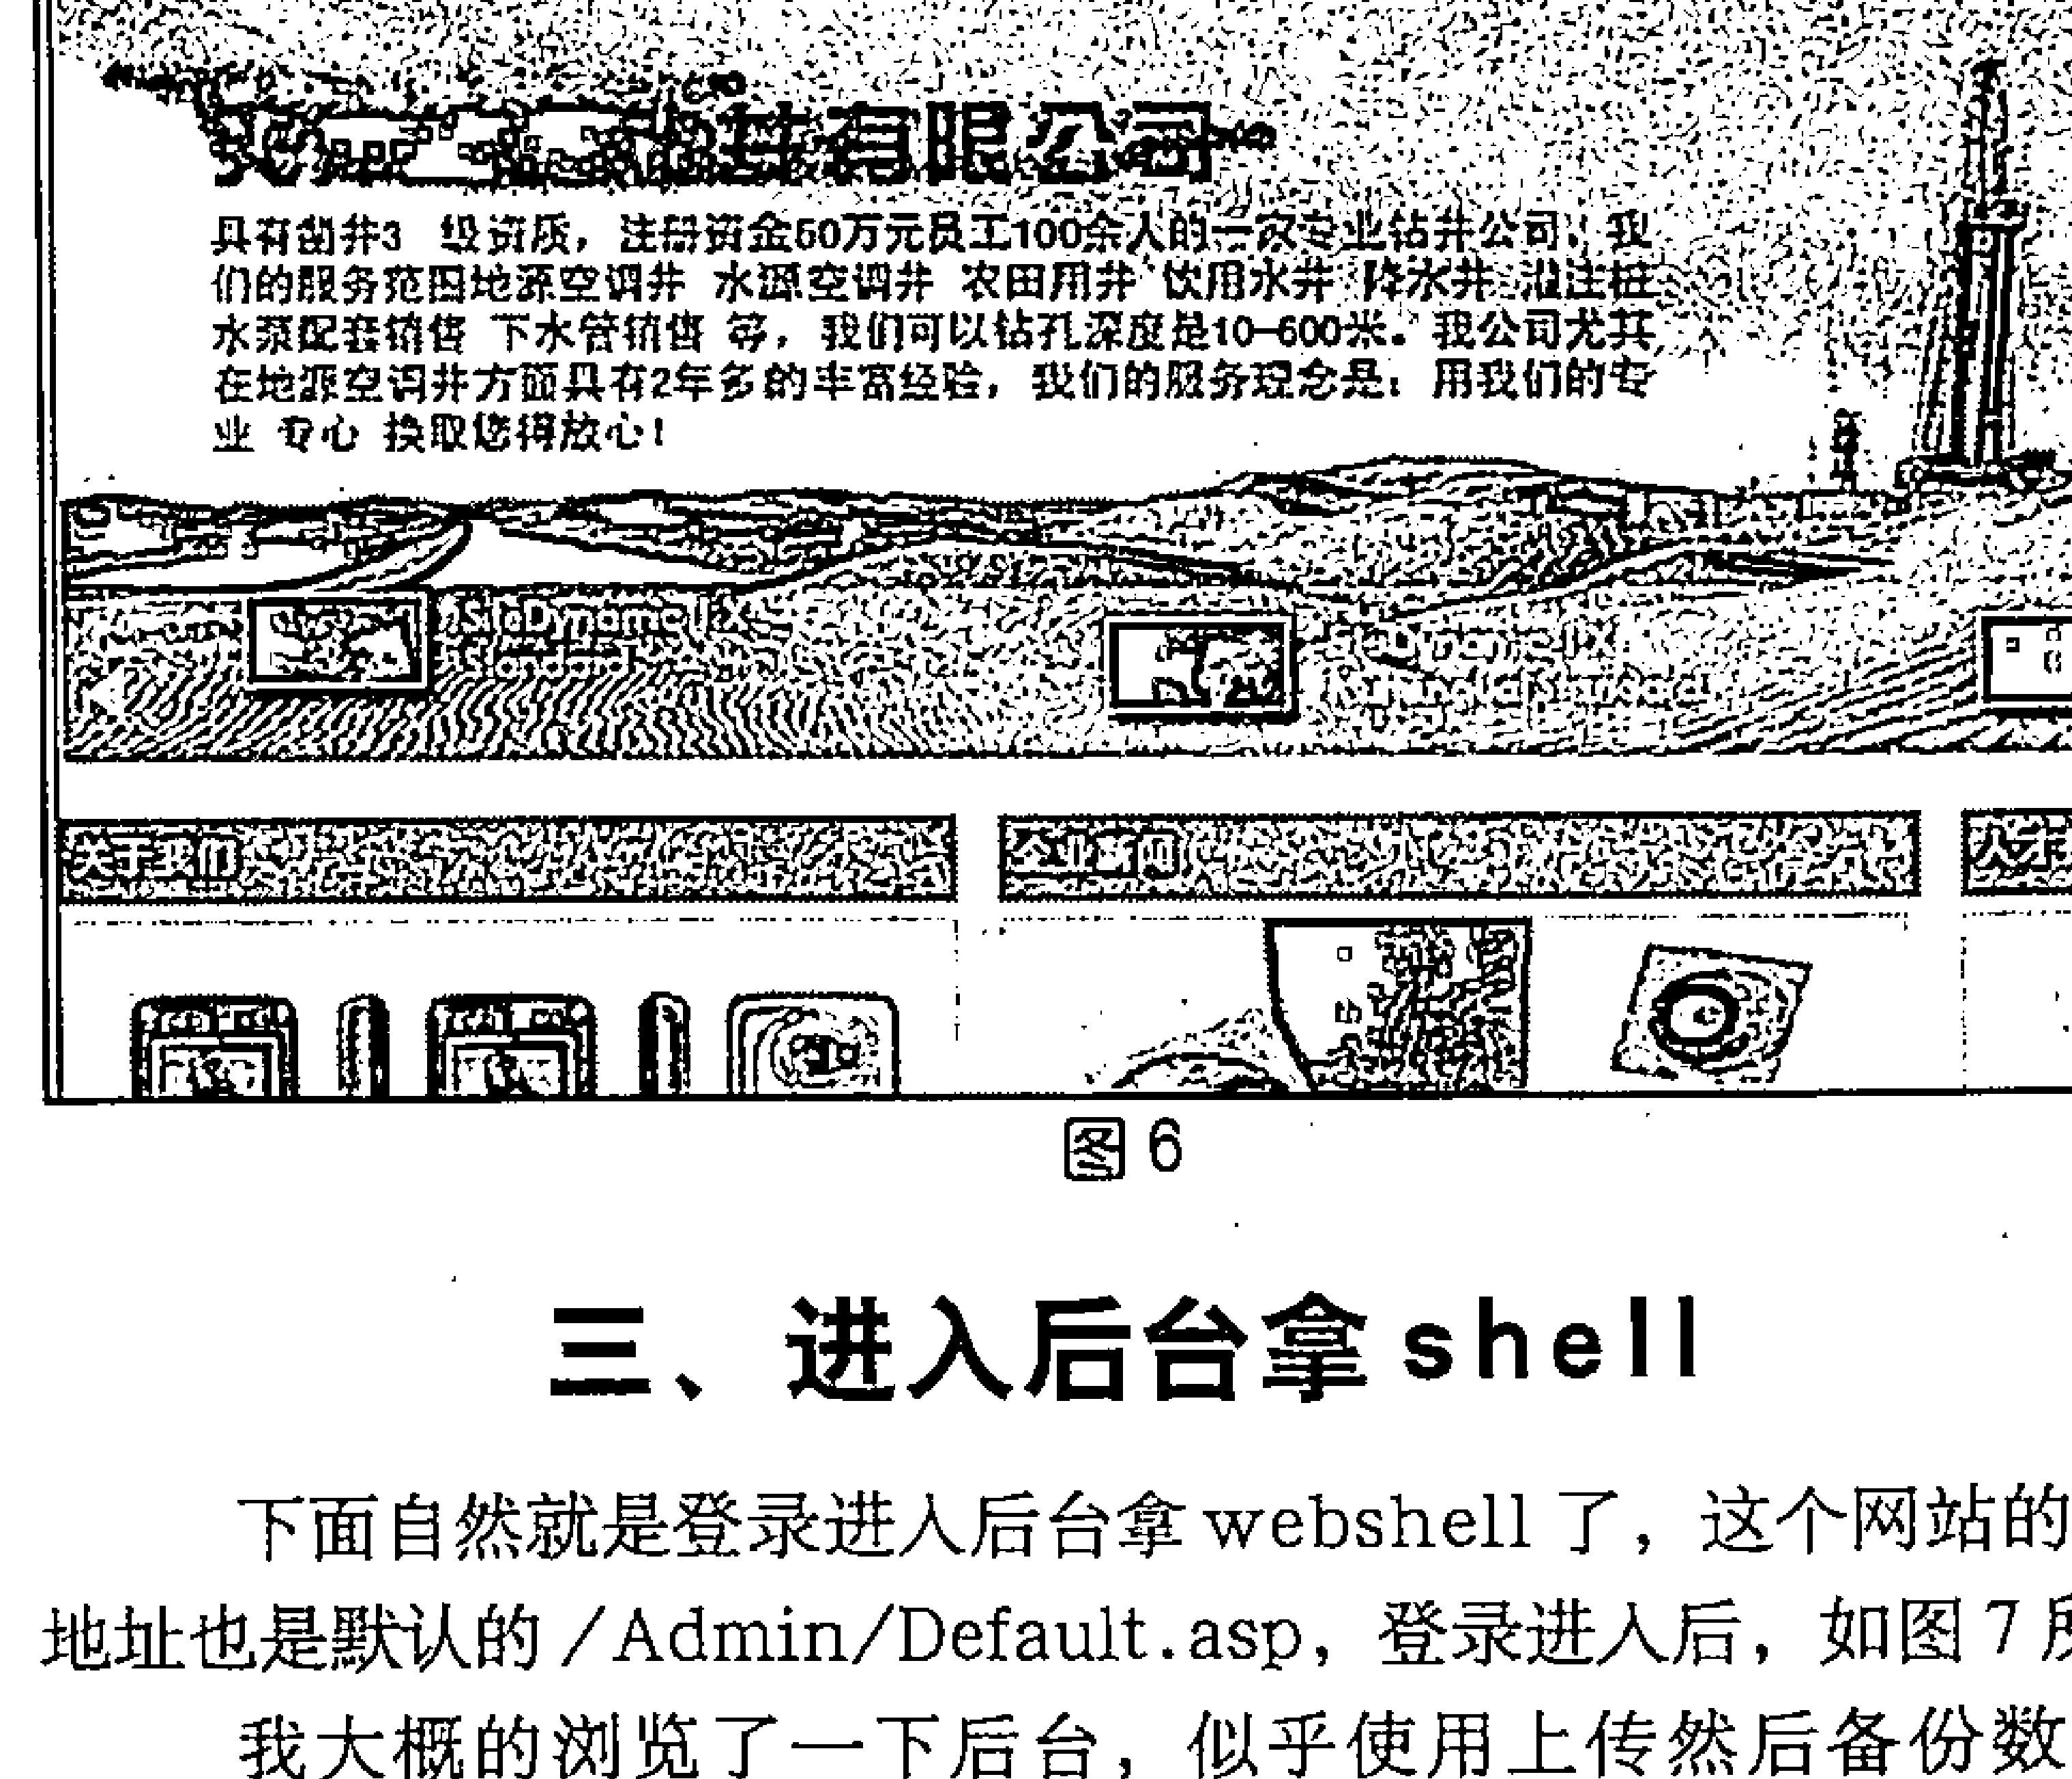 有限公司
具有凿井3 级资质，注册资金50万元员工100余人的一家专业钻井公司，我
们的服务范围地源空调井 水源空调井 农田用井 饮用水井 降水井 灌注桩
水泵配套销售 下水管销售 等，我们可以钻孔深度是10-600米。我公司尤其
在地源空调井方面具有2年多的丰富经验，我们的服务理念是：用我们的专
业 专心 换取您得放心！
关于我们
企业新闻
人才
图6
三、进入后台拿shell
下面自然就是登录进入后台拿webshell了，这个网站的
地址也是默认的/Admin/Default.asp，登录进入后，如图7所
我大概的浏览了一下后台，似乎使用上传然后备份数